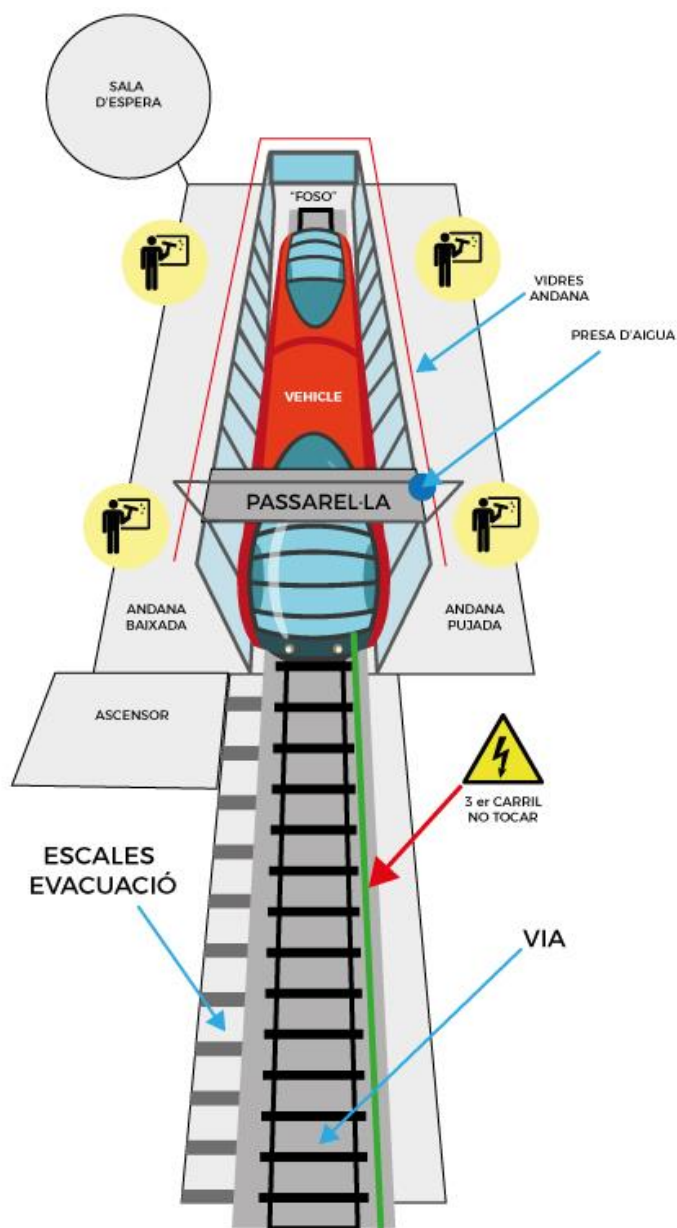 SALA
D'ESPERA
"FOSO"
VIDRES
ANDANA
PRESA D'AIGUA
VEHICLE
PASSAREL·LA
ANDANA
BAIXADA
ANDANA
PUJADA
ASCENSOR
3 er CARRIL
NO TOCAR
ESCALES
EVACUACIÓ
VIA